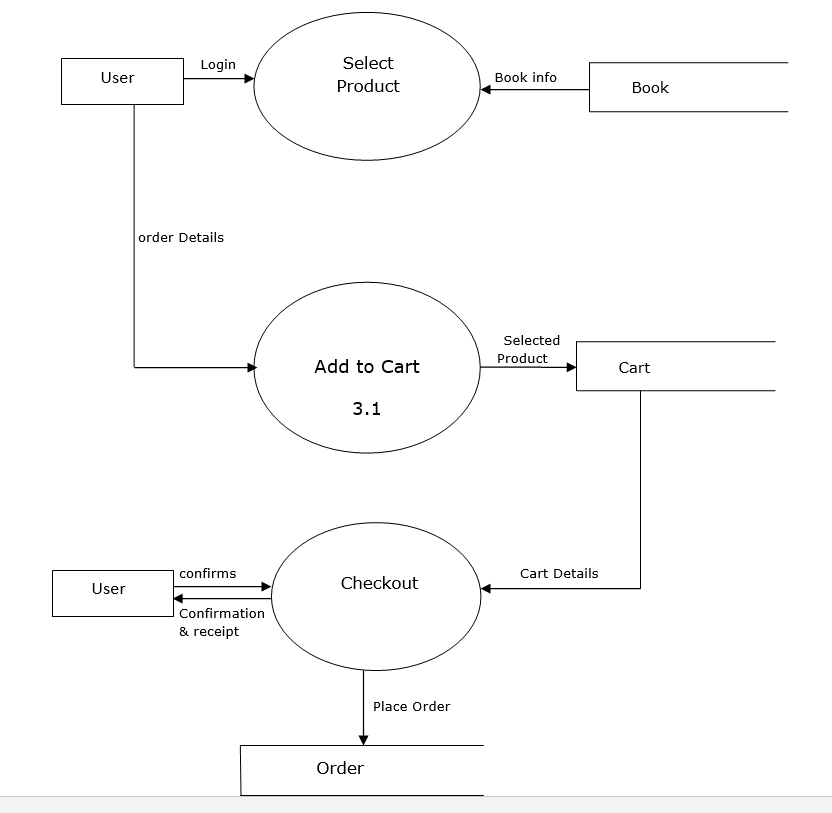 User
Login
Select
Product
Book info
Book
order Details
Add to Cart
3.1
Selected
Product
Cart
User
confirms
Confirmation
& receipt
Checkout
Cart Details
Place Order
Order